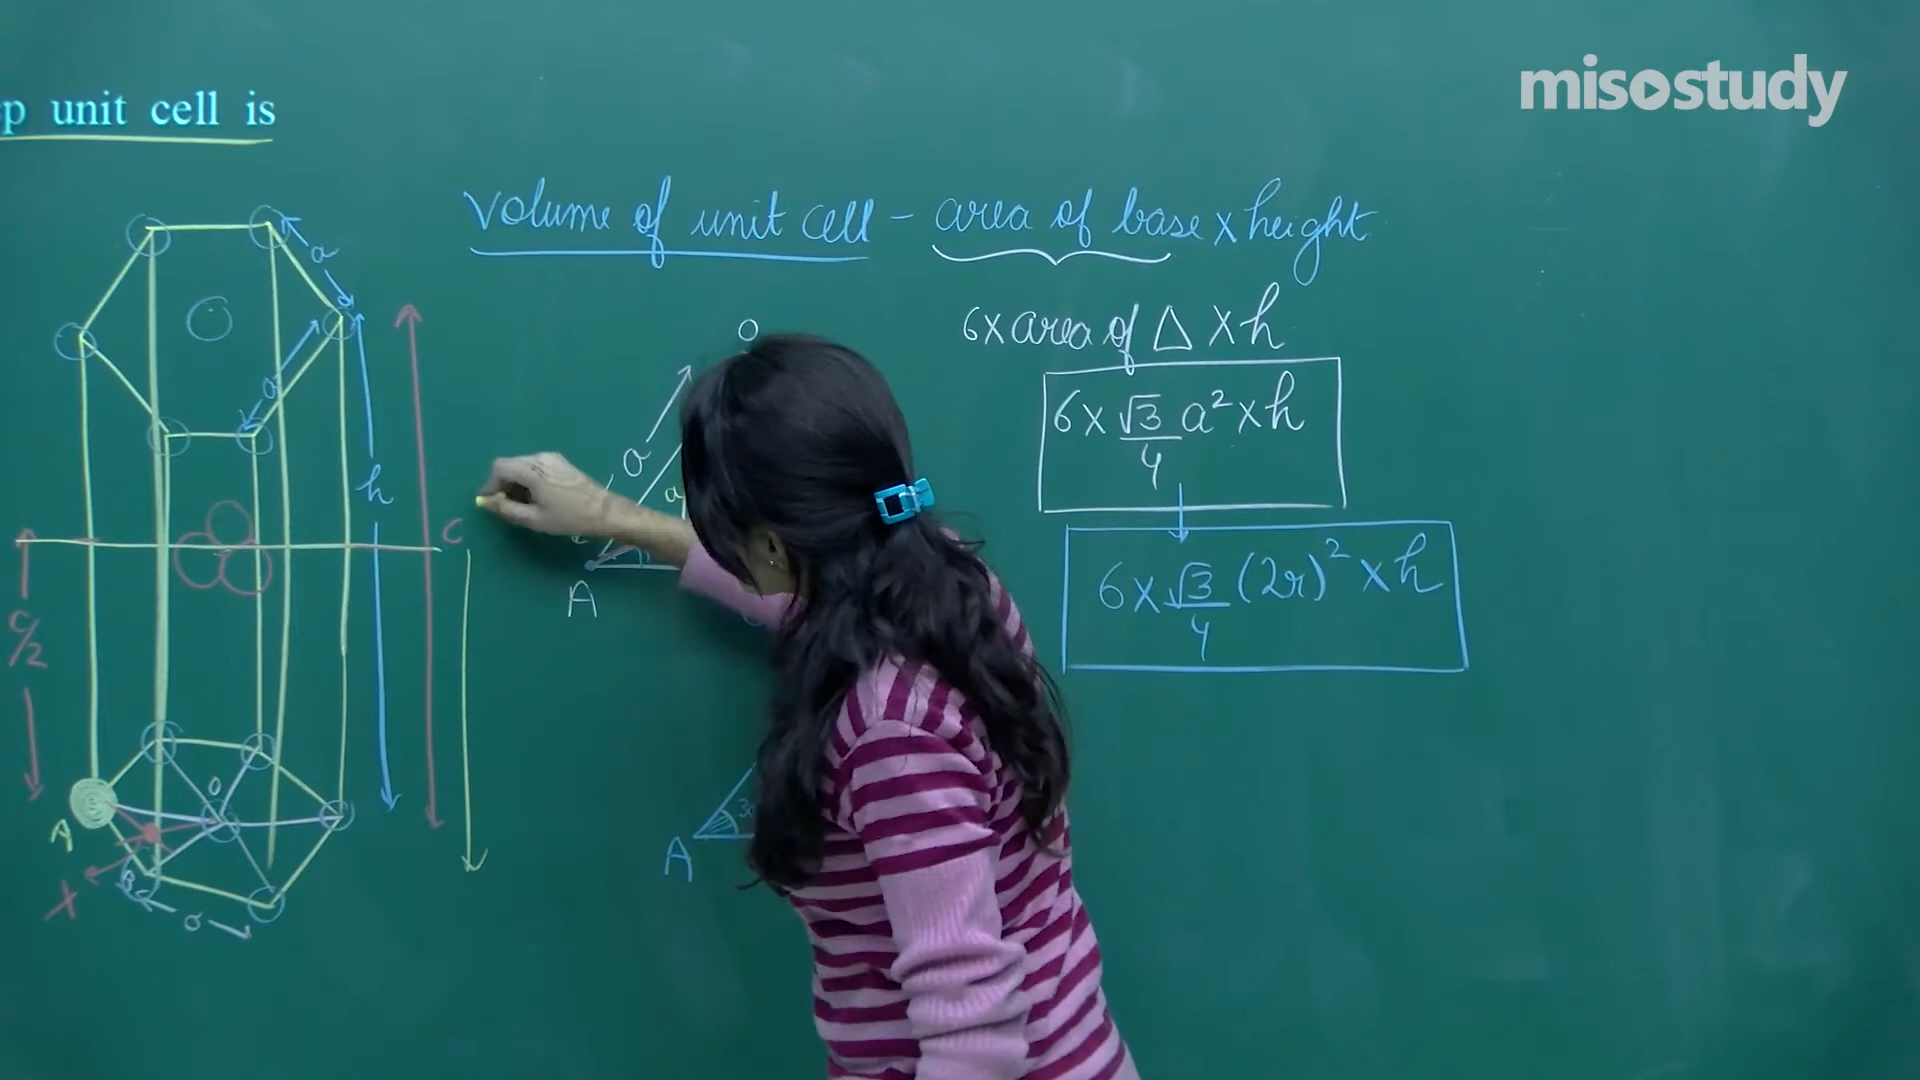 misostudy
p unit cell is
Volume of unit cell - area of base x height
6 x area of Δ x h
6 x √3/4 a² x h
6 x √3/4 (2r)² x h
a
a
h
C
C/2
O
A
B
x
a
O
a
a
A
A